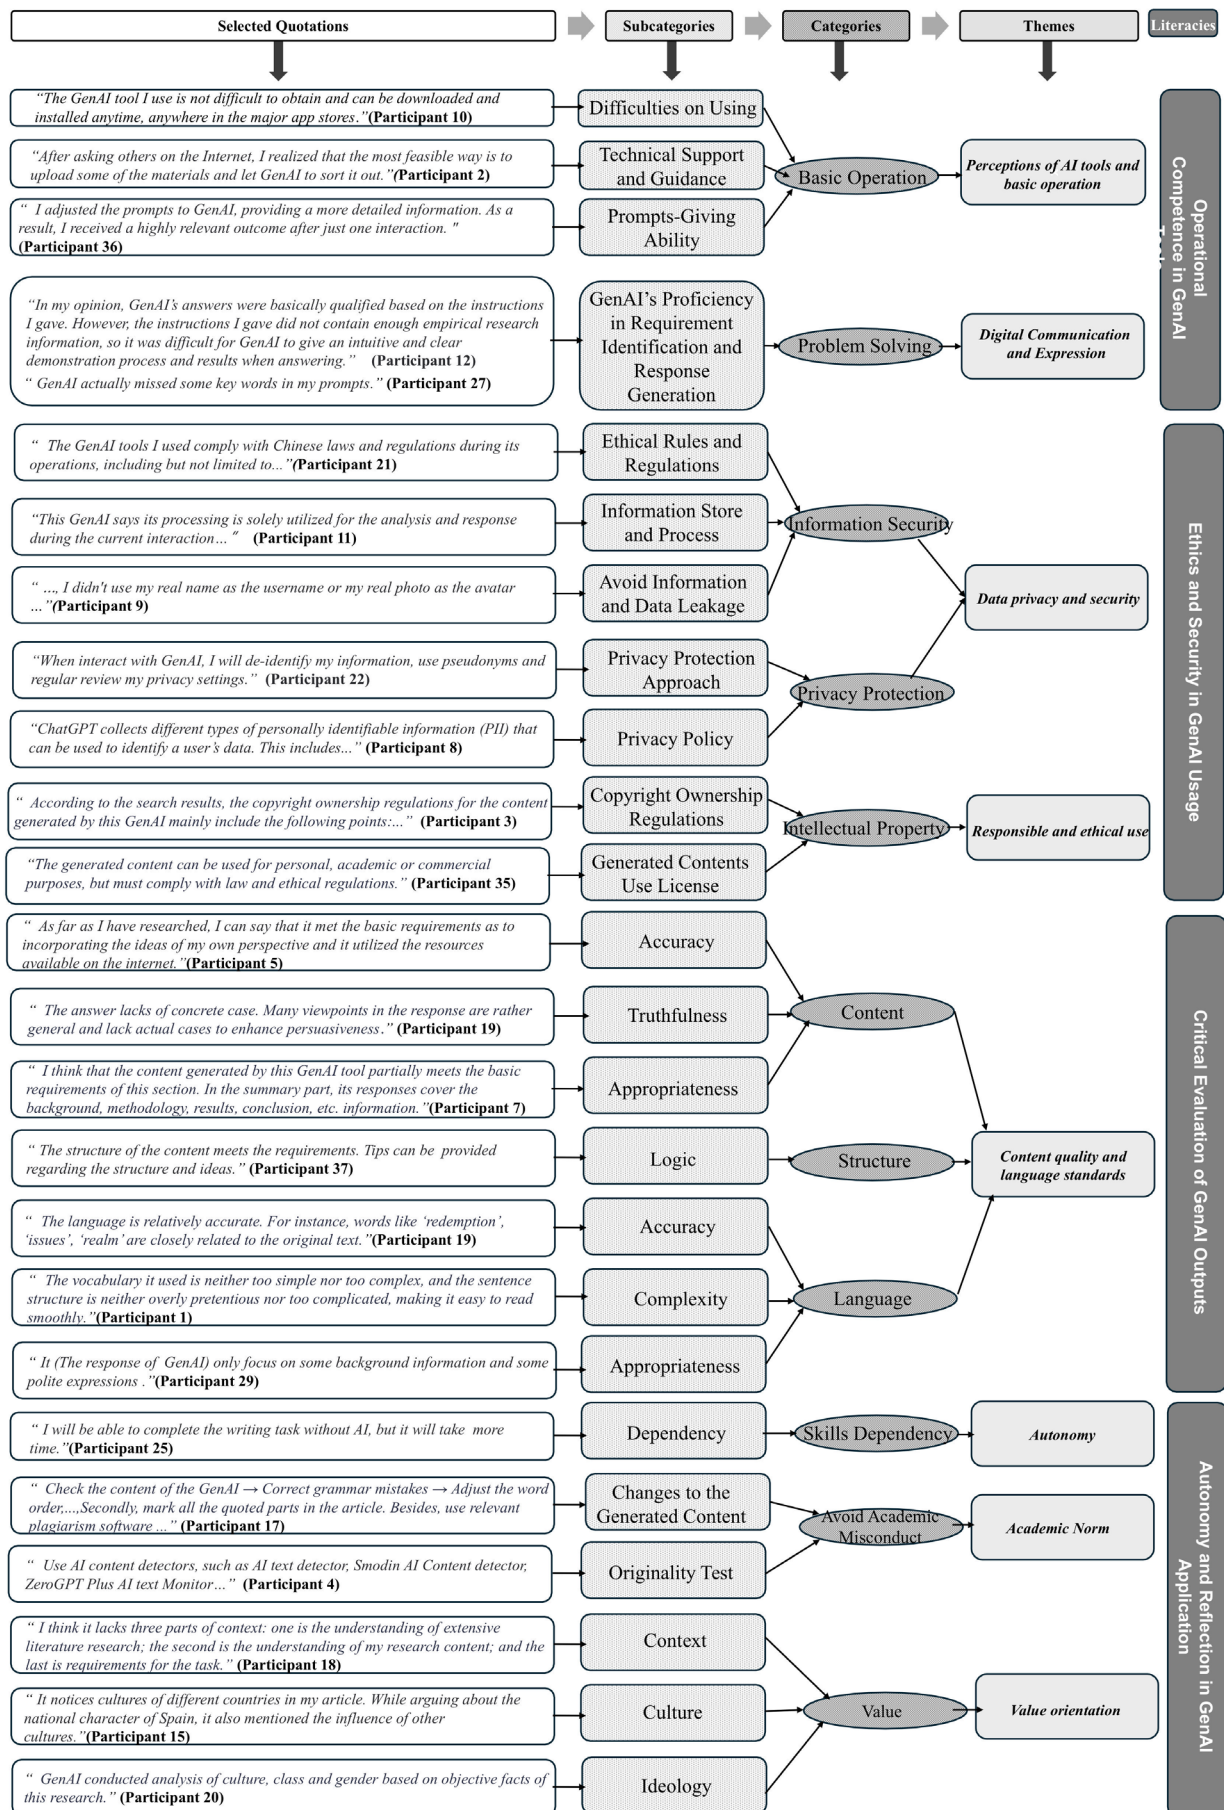 Selected Quotations
Subcategories
Categories
Themes
Literacies
“The GenAI tool I use is not difficult to obtain and can be downloaded and
installed anytime, anywhere in the major app stores.”(Participant 10)
Difficulties on Using
“After asking others on the Internet, I realized that the most feasible way is to
upload some of the materials and let GenAI to sort it out.”(Participant 2)
Technical Support
and Guidance
“ I adjusted the prompts to GenAI, providing a more detailed information. As a
result, I received a highly relevant outcome after just one interaction. "
(Participant 36)
Prompts-Giving
Ability
Basic Operation
Perceptions of AI tools and
basic operation
“In my opinion, GenAI’s answers were basically qualified based on the instructions
I gave. However, the instructions I gave did not contain enough empirical research
information, so it was difficult for GenAI to give an intuitive and clear
demonstration process and results when answering.” (Participant 12)
“ GenAI actually missed some key words in my prompts.” (Participant 27)
GenAI’s Proficiency
in Requirement
Identification and
Response
Generation
Problem Solving
Digital Communication
and Expression
Operational
Competence in GenAI
“ The GenAI tools I used comply with Chinese laws and regulations during its
operations, including but not limited to...”(Participant 21)
Ethical Rules and
Regulations
“This GenAI says its processing is solely utilized for the analysis and response
during the current interaction… " (Participant 11)
Information Store
and Process
Information Security
“ ..., I didn't use my real name as the username or my real photo as the avatar
...”(Participant 9)
Avoid Information
and Data Leakage
Data privacy and security
“When interact with GenAI, I will de-identify my information, use pseudonyms and
regular review my privacy settings.” (Participant 22)
Privacy Protection
Approach
Privacy Protection
“ChatGPT collects different types of personally identifiable information (PII) that
can be used to identify a user’s data. This includes...” (Participant 8)
Privacy Policy
“ According to the search results, the copyright ownership regulations for the content
generated by this GenAI mainly include the following points:...” (Participant 3)
Copyright Ownership
Regulations
Intellectual Property
Responsible and ethical use
“The generated content can be used for personal, academic or commercial
purposes, but must comply with law and ethical regulations.” (Participant 35)
Generated Contents
Use License
Ethics and Security in GenAI Usage
“ As far as I have researched, I can say that it met the basic requirements as to
incorporating the ideas of my own perspective and it utilized the resources
available on the internet.”(Participant 5)
Accuracy
“ The answer lacks of concrete case. Many viewpoints in the response are rather
general and lack actual cases to enhance persuasiveness.” (Participant 19)
Truthfulness
Content
“ I think that the content generated by this GenAI tool partially meets the basic
requirements of this section. In the summary part, its responses cover the
background, methodology, results, conclusion, etc. information.”(Participant 7)
Appropriateness
“ The structure of the content meets the requirements. Tips can be provided
regarding the structure and ideas.” (Participant 37)
Logic
Structure
Content quality and
language standards
“ The language is relatively accurate. For instance, words like ‘redemption’,
‘issues’, ‘realm’ are closely related to the original text.”(Participant 19)
Accuracy
“ The vocabulary it used is neither too simple nor too complex, and the sentence
structure is neither overly pretentious nor too complicated, making it easy to read
smoothly.”(Participant 1)
Complexity
Language
“ It (The response of GenAI) only focus on some background information and some
polite expressions .”(Participant 29)
Appropriateness
Critical Evaluation of GenAI Outputs
“ I will be able to complete the writing task without AI, but it will take more
time.”(Participant 25)
Dependency
Skills Dependency
Autonomy
“ Check the content of the GenAI → Correct grammar mistakes → Adjust the word
order,...,Secondly, mark all the quoted parts in the article. Besides, use relevant
plagiarism software ...” (Participant 17)
Changes to the
Generated Content
Avoid Academic
Misconduct
Academic Norm
“ Use AI content detectors, such as AI text detector, Smodin AI Content detector,
ZeroGPT Plus AI text Monitor…” (Participant 4)
Originality Test
“ I think it lacks three parts of context: one is the understanding of extensive
literature research; the second is the understanding of my research content; and the
last is requirements for the task.” (Participant 18)
Context
“ It notices cultures of different countries in my article. While arguing about the
national character of Spain, it also mentioned the influence of other
cultures.”(Participant 15)
Culture
Value
Value orientation
“ GenAI conducted analysis of culture, class and gender based on objective facts of
this research.” (Participant 20)
Ideology
Autonomy and Reflection in GenAI
Application